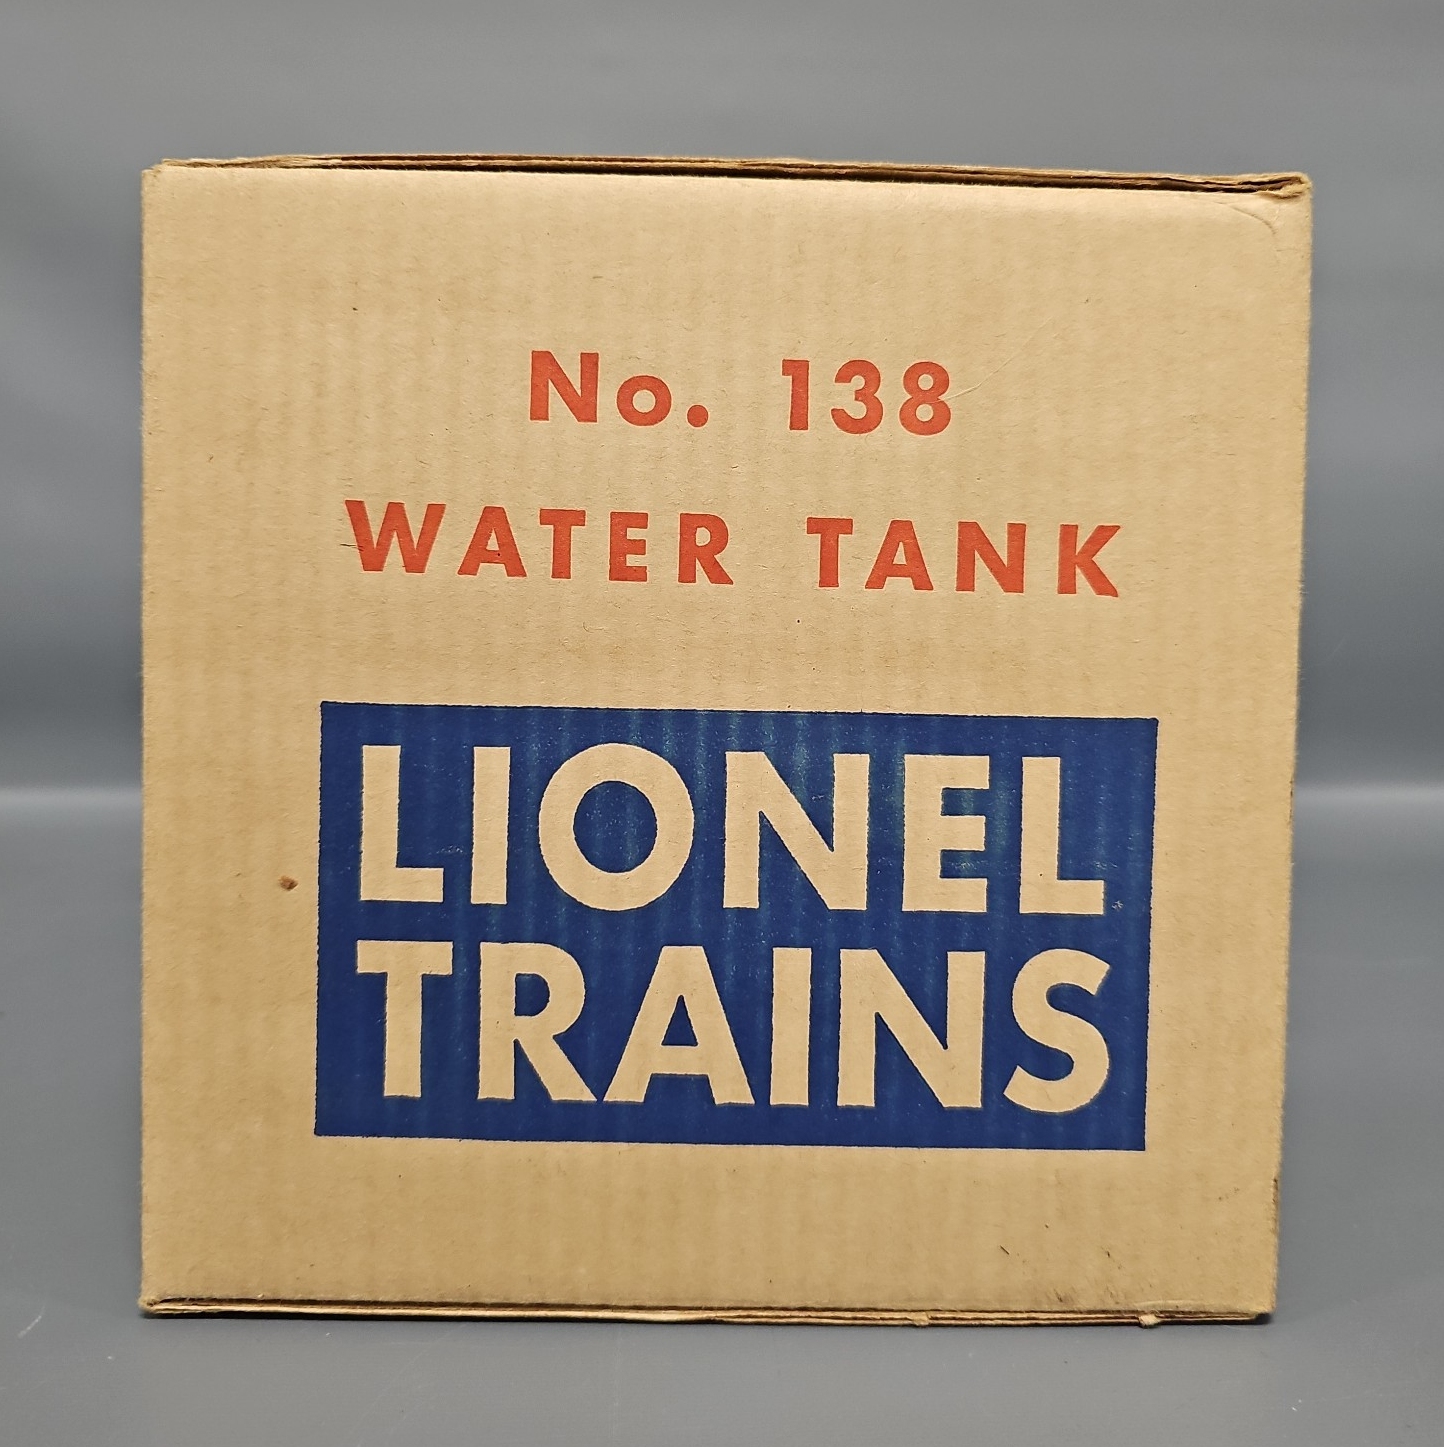 No. 138
WATER TANK
LIONEL
TRAINS